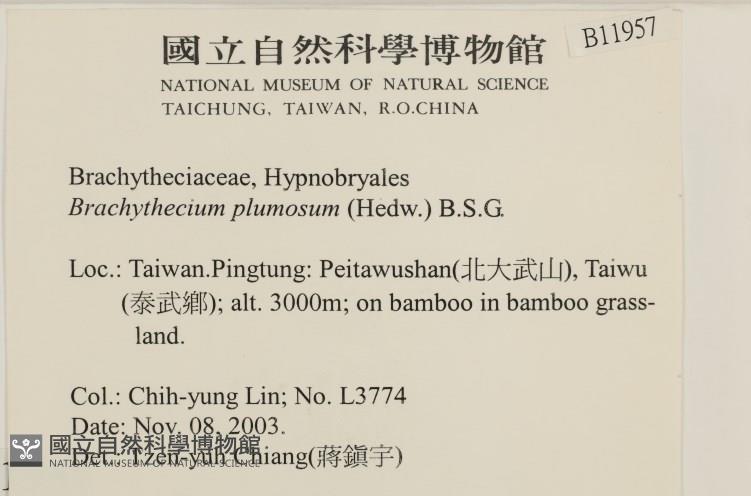 國立自然科學博物館
B11957
NATIONAL MUSEUM OF NATURAL SCIENCE
TAICHUNG, TAIWAN, R.O.CHINA
Brachytheciaceae, Hypnobryales
Brachythecium plumosum (Hedw.) B.S.G.
Loc.: Taiwan.Pingtung: Peitawushan(北大武山), Taiwu
(泰武鄉); alt. 3000m; on bamboo in bamboo grass-
land.
Col.: Chih-yung Lin; No. L3774
Date: Nov. 08, 2003.
Det.: Tzen-yuh Chiang(蔣鎮宇)
國立自然科學博物館
NATIONAL MUSEUM OF NATURAL SCIENCE